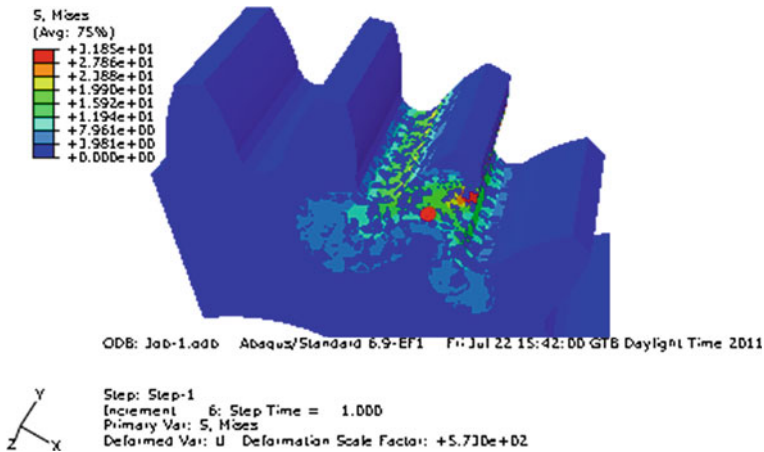 S, Mises
(Avg: 75%)
+3.185e+01
+2.786e+01
+2.388e+01
+1.990e+01
+1.592e+01
+1.194e+01
+7.961e+00
+3.981e+00
+0.000e+00
ODB: Job-1.odb Abaqus/Standard 6.9-EF1 Fri Jul 22 15:42:00 GTB Daylight Time 2011
Y
Z X
Step: Step-1
Increment 6: Step Time = 1.000
Primary Var: S, Mises
Deformed Var: U Deformation Scale Factor: +5.730e+02